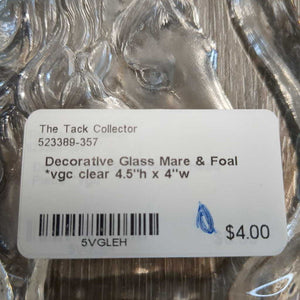 The Tack Collector
523389-357
Decorative Glass Mare & Foal
*vgc clear 4.5"h x 4"w
5VGLEH
$4.00